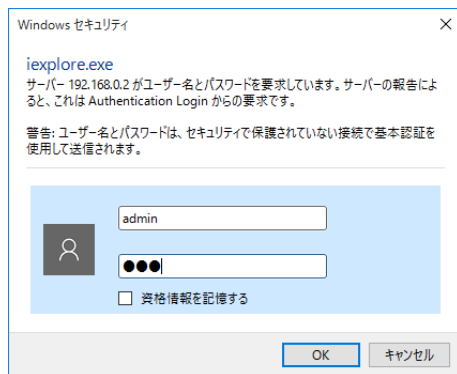 Windows セキュリティ
iexplore.exe
サーバー 192.168.0.2 がユーザー名とパスワードを要求しています。サーバーの報告によ
ると、これは Authentication Login からの要求です。
警告: ユーザー名とパスワードは、セキュリティで保護されていない接続で基本認証を
使用して送信されます。
admin
●●●
資格情報を記憶する
OK
キャンセル